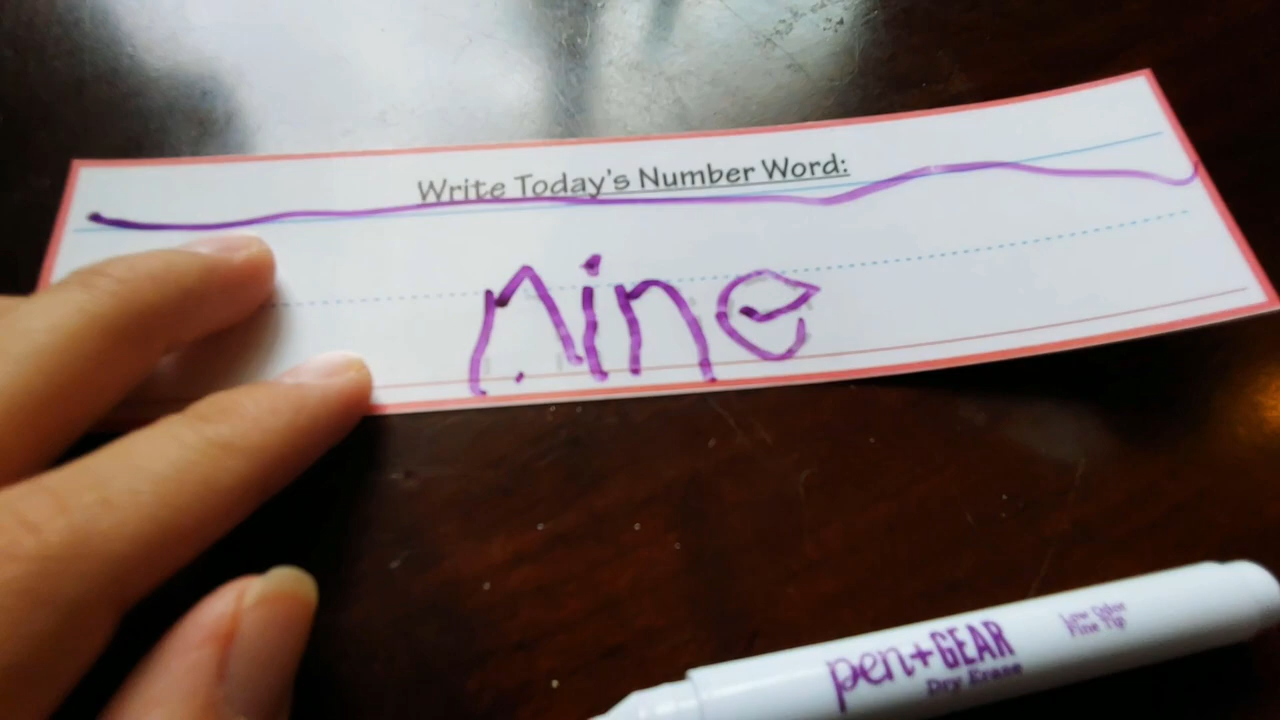 Write Today's Number Word:
nine
pen+GEAR
Dry Erase
Low Odor
Fine Tip